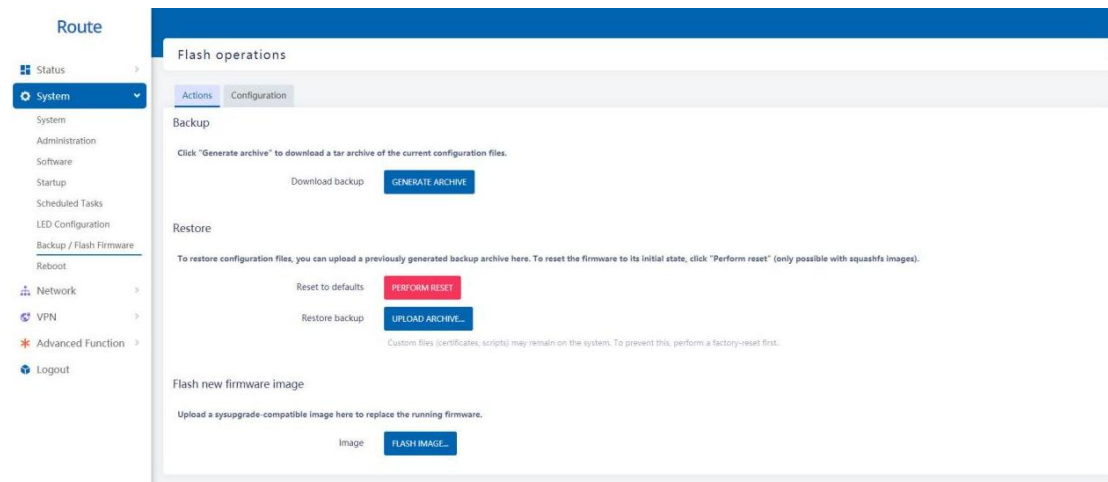 Route
Status
System
System
Administration
Software
Startup
Scheduled Tasks
LED Configuration
Backup / Flash Firmware
Reboot
Network
VPN
Advanced Function
Logout
Flash operations
Actions Configuration
Backup
Click "Generate archive" to download a tar archive of the current configuration files.
Download backup GENERATE ARCHIVE
Restore
To restore configuration files, you can upload a previously generated backup archive here. To reset the firmware to its initial state, click "Perform reset" (only possible with squashfs images).
Reset to defaults PERFORM RESET
Restore backup UPLOAD ARCHIVE...
Custom files (certificates, scripts) may remain on the system. To prevent this, perform a factory-reset first.
Flash new firmware image
Upload a sysupgrade-compatible image here to replace the running firmware.
Image FLASH IMAGE...